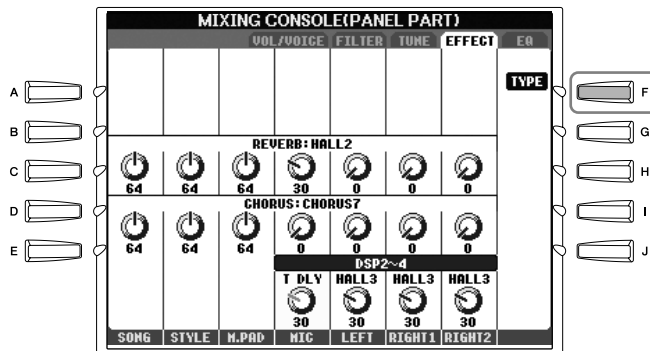 MIXING CONSOLE(PANEL PART)
VOL/VOICE FILTER TUNE EFFECT EQ
A
F
TYPE
B
G
REVERB:HALL2
C
H
64 64 64 30 0 0 0
CHORUS:CHORUS7
D
I
64 64 64 0 0 0 0
E
J
DSP2~4
T DLY HALL3 HALL3 HALL3
30 30 30 30
SONG STYLE M.PAD MIC LEFT RIGHT1 RIGHT2